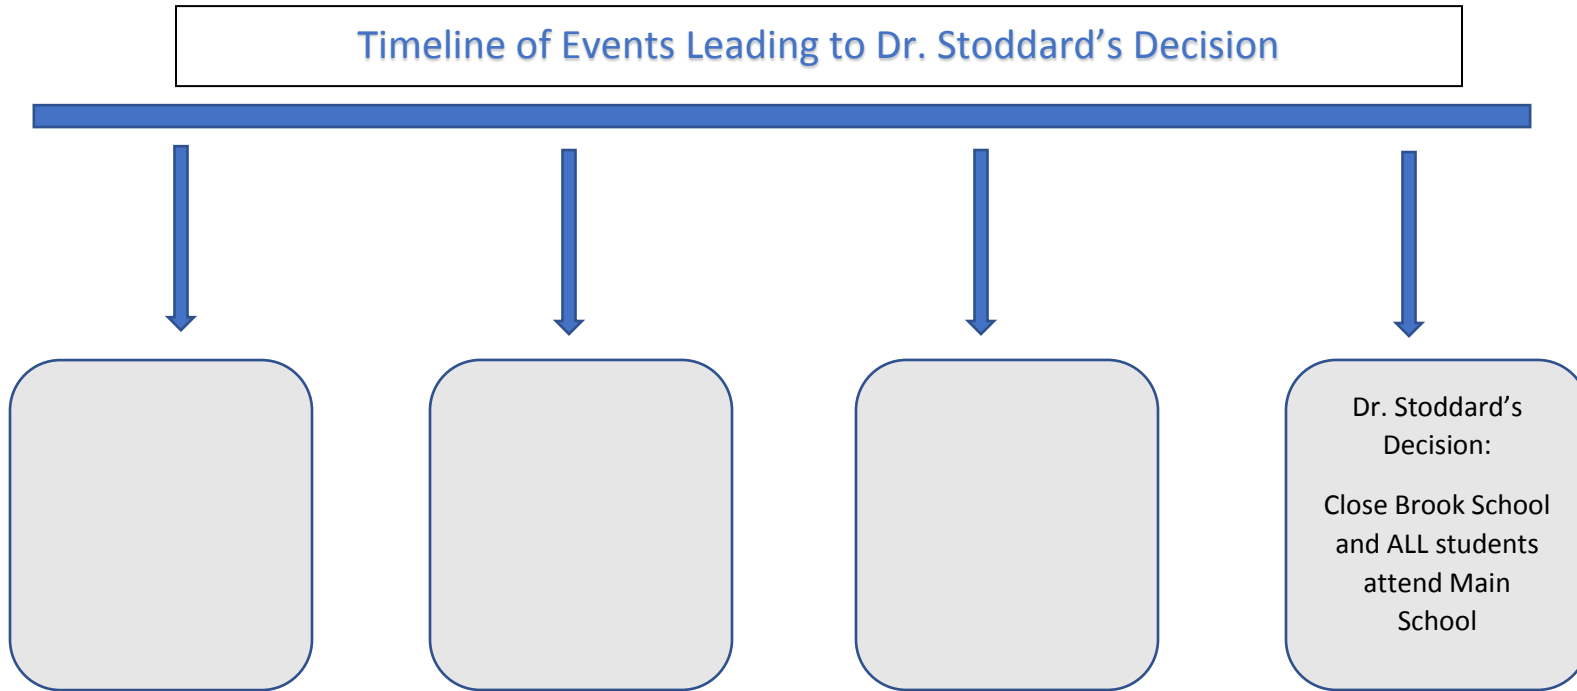 Timeline of Events Leading to Dr. Stoddard’s Decision
Dr. Stoddard’s
Decision:
Close Brook School
and ALL students
attend Main
School